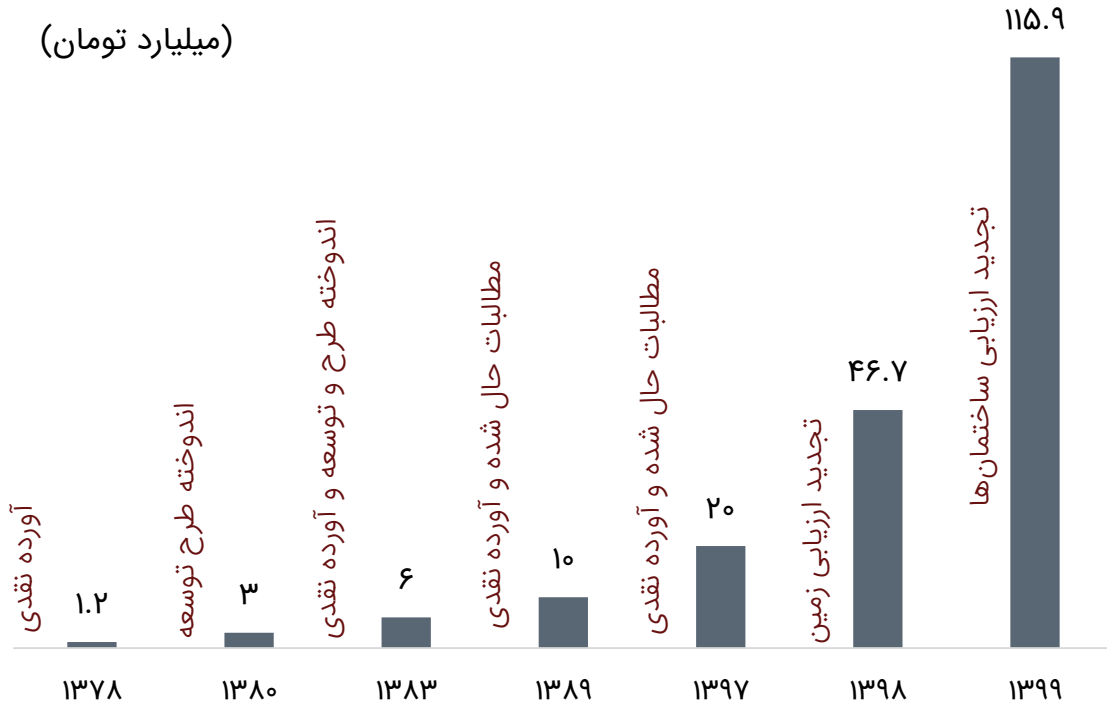 (میلیارد تومان)
۱.۲
۳
۶
۱۰
۲۰
۴۶.۷
۱۱۵.۹
آورده نقدی
اندوخته طرح توسعه
اندوخته طرح و توسعه و آورده نقدی
مطالبات حال شده و آورده نقدی
مطالبات حال شده و آورده نقدی
تجدید ارزیابی زمین
تجدید ارزیابی ساختمان‌ها
۱۳۷۸
۱۳۸۰
۱۳۸۳
۱۳۸۹
۱۳۹۷
۱۳۹۸
۱۳۹۹